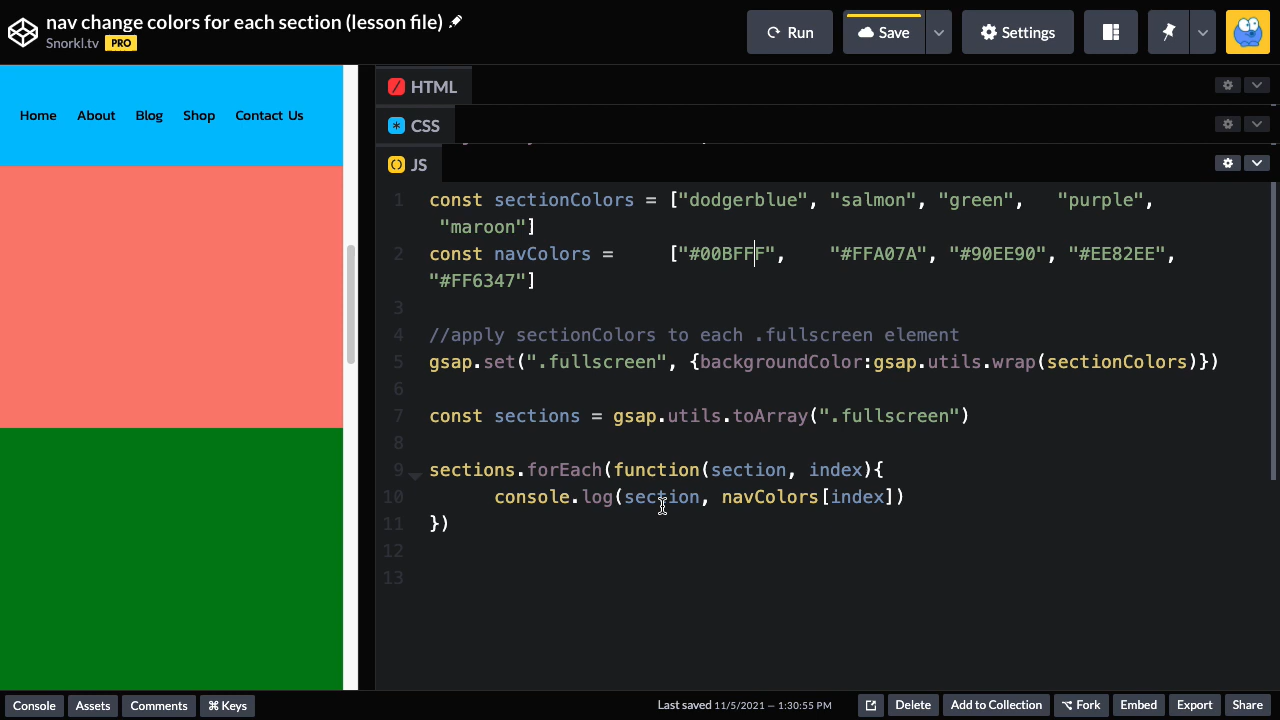 nav change colors for each section (lesson file)
Snorkl.tv PRO
Run
Save
Settings
Home About Blog Shop Contact Us
HTML
CSS
JS
1 const sectionColors = ["dodgerblue", "salmon", "green", "purple",
"maroon"]
2 const navColors = ["#00BFFF", "#FFA07A", "#90EE90", "#EE82EE",
"#FF6347"]
3
4 //apply sectionColors to each .fullscreen element
5 gsap.set(".fullscreen", {backgroundColor:gsap.utils.wrap(sectionColors)})
6
7 const sections = gsap.utils.toArray(".fullscreen")
8
9 sections.forEach(function(section, index){
10 console.log(section, navColors[index])
11 })
12
13
Console Assets Comments ⌘ Keys Last saved 11/5/2021 — 1:30:55 PM Delete Add to Collection ⌥ Fork Embed Export Share